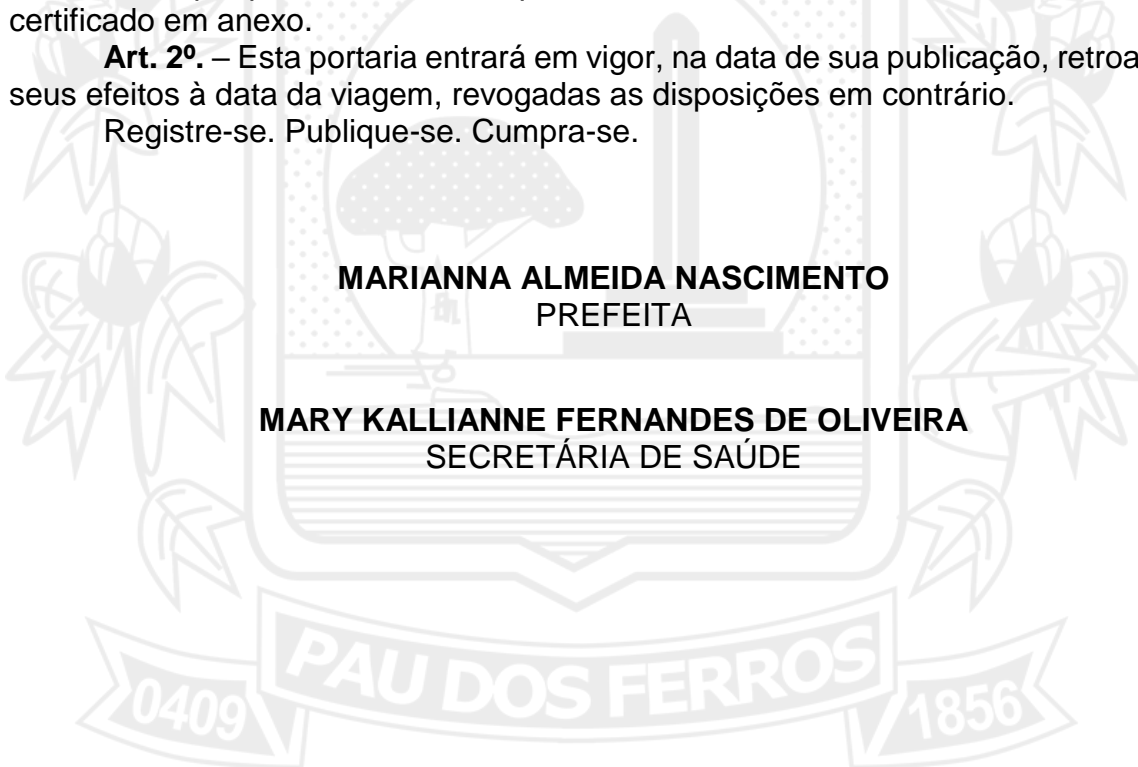 certificado em anexo.
Art. 2º. – Esta portaria entrará em vigor, na data de sua publicação, retroa
seus efeitos à data da viagem, revogadas as disposições em contrário.
Registre-se. Publique-se. Cumpra-se.
MARIANNA ALMEIDA NASCIMENTO
PREFEITA
MARY KALLIANNE FERNANDES DE OLIVEIRA
SECRETÁRIA DE SAÚDE
PAU DOS FERROS
0409 1856